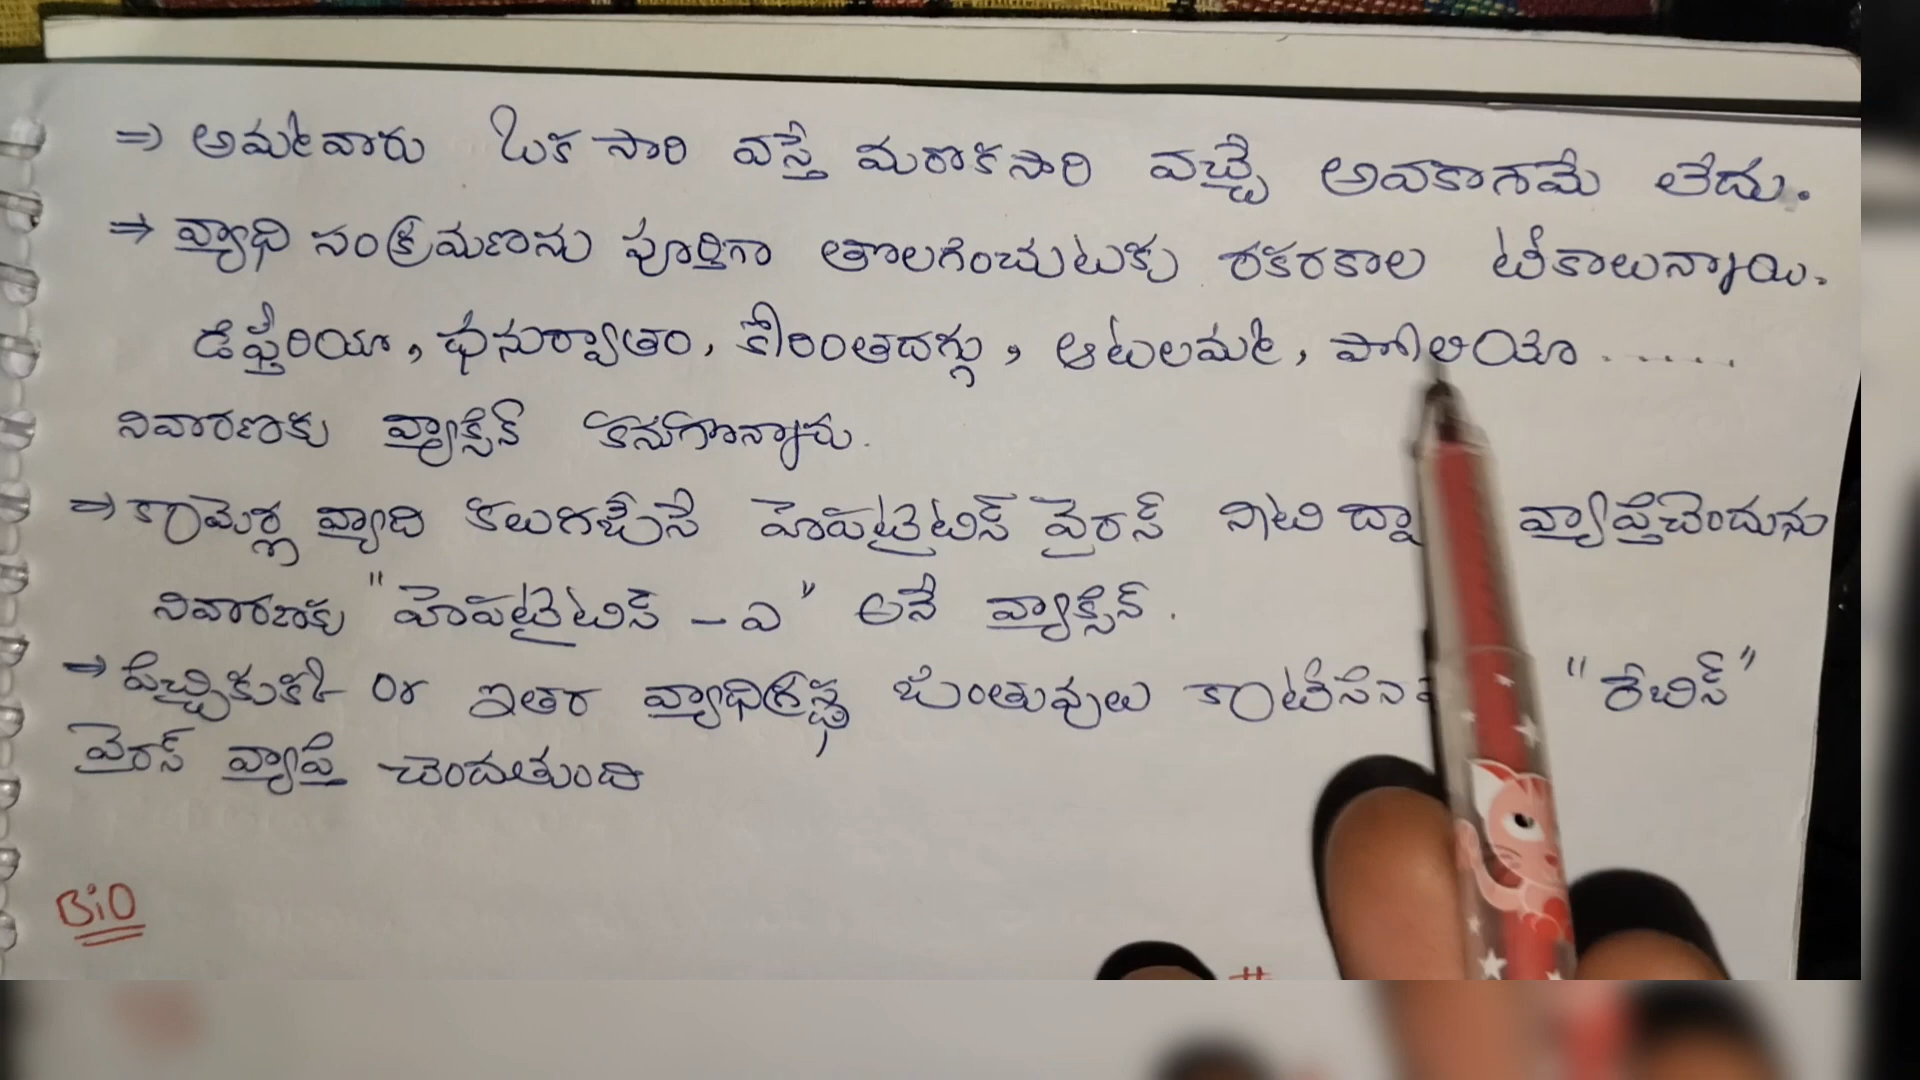 ⇒ అమ్మవారు ఒకసారి వస్తే మరొకసారి వచ్చే అవకాశమే లేదు.
⇒ వ్యాధి సంక్రమణను పూర్తిగా తొలగించుటకు రకరకాల టీకాలున్నాయి.
డిఫ్తీరియా, ధనుర్వాతం, కోరింతదగ్గు, ఆటలమ్మ, పోలియో ......
నివారణకు వ్యాక్సిన్ కనుగొన్నారు.
⇒ కామెర్ల వ్యాది కలుగజేసే హెపటైటిస్ వైరస్ నీటి ద్వా వ్యాప్తిచెందును
నివారణకు "హెపటైటిస్ - ఎ" అనే వ్యాక్సిన్.
⇒ పిచ్చికుక్క or ఇతర వ్యాధిగ్రస్థ జంతువులు "రేబిస్"
వైరస్ వ్యాప్తి చెందుతుంది
BiO